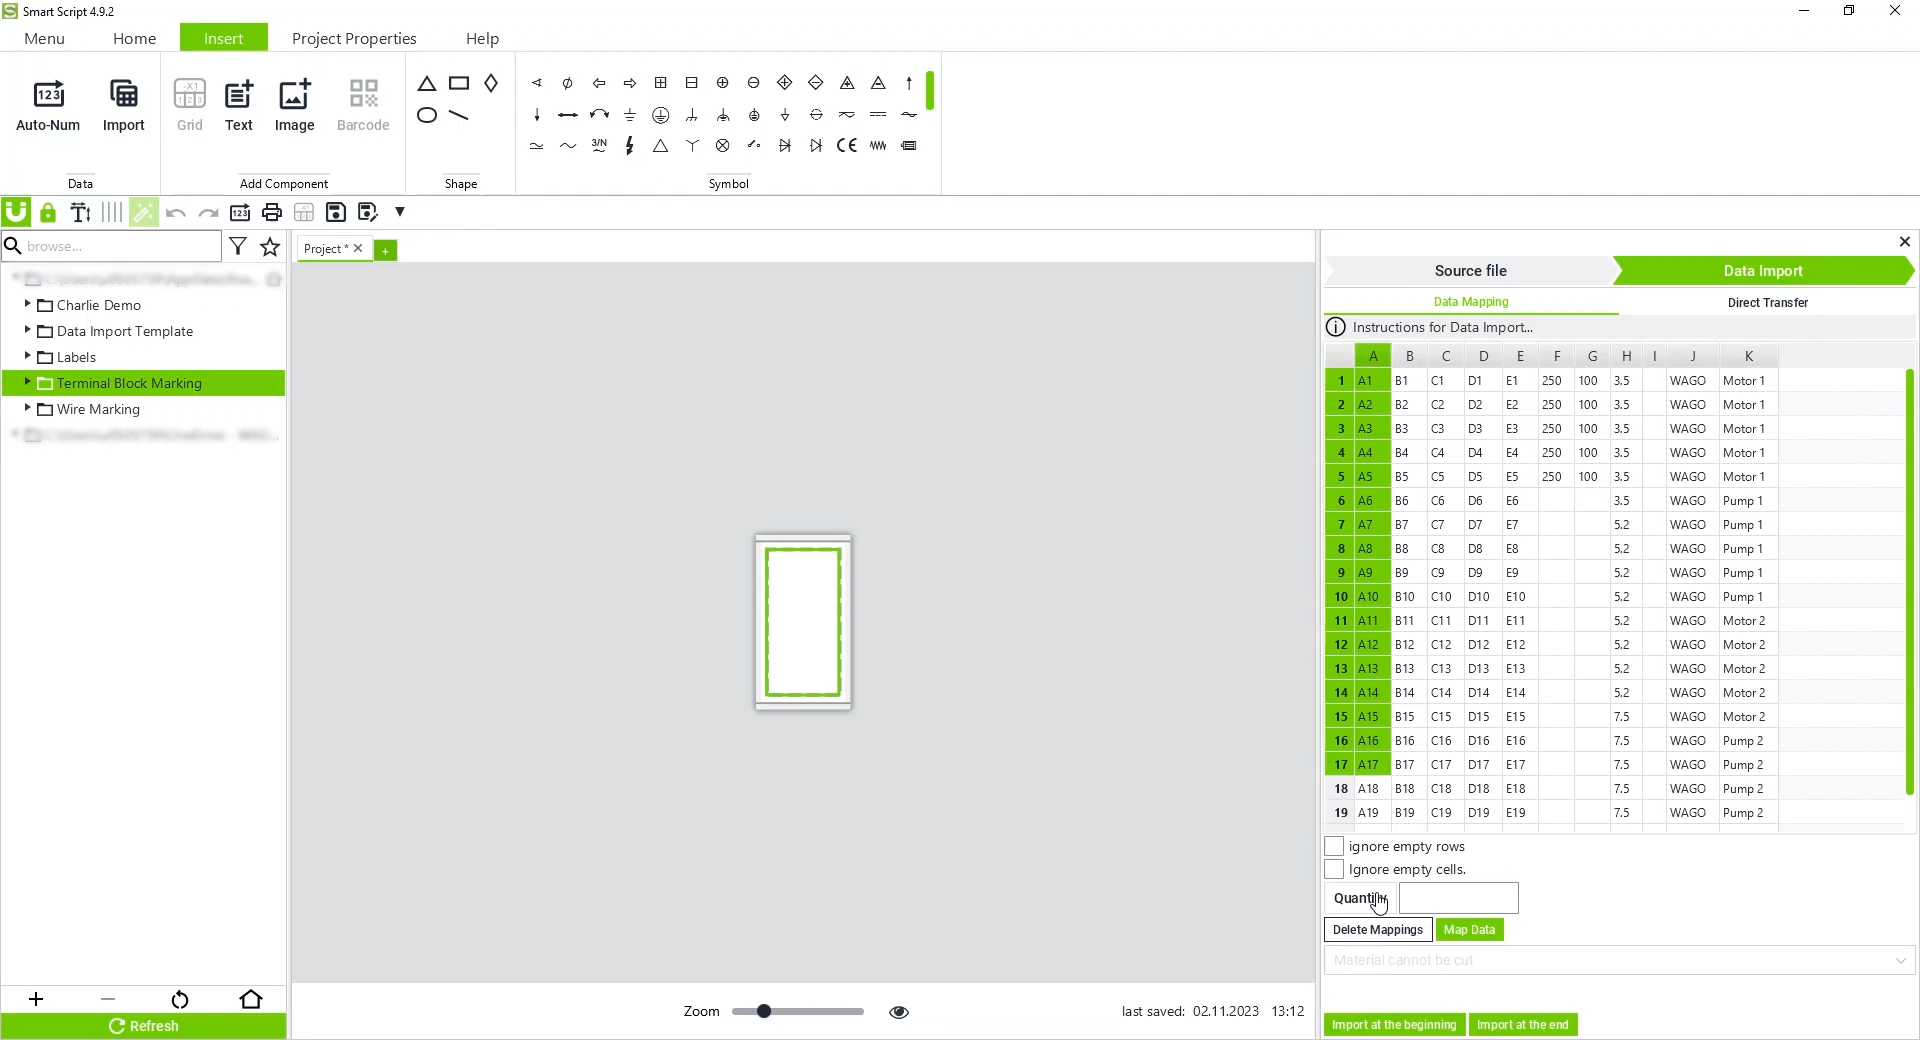 Smart Script 4.9.2
Menu Home Insert Project Properties Help
Auto-Num Import Grid Text Image Barcode
Data Add Component Shape Symbol
browse...
Charlie Demo
Data Import Template
Labels
Terminal Block Marking
Wire Marking
Refresh
Project *
Zoom
last saved: 02.11.2023 13:12
Source file Data Import
Data Mapping Direct Transfer
Instructions for Data Import...
A B C D E F G H I J K
1 A1 B1 C1 D1 E1 250 100 3.5 WAGO Motor 1
2 A2 B2 C2 D2 E2 250 100 3.5 WAGO Motor 1
3 A3 B3 C3 D3 E3 250 100 3.5 WAGO Motor 1
4 A4 B4 C4 D4 E4 250 100 3.5 WAGO Motor 1
5 A5 B5 C5 D5 E5 250 100 3.5 WAGO Motor 1
6 A6 B6 C6 D6 E6 3.5 WAGO Pump 1
7 A7 B7 C7 D7 E7 5.2 WAGO Pump 1
8 A8 B8 C8 D8 E8 5.2 WAGO Pump 1
9 A9 B9 C9 D9 E9 5.2 WAGO Pump 1
10 A10 B10 C10 D10 E10 5.2 WAGO Pump 1
11 A11 B11 C11 D11 E11 5.2 WAGO Motor 2
12 A12 B12 C12 D12 E12 5.2 WAGO Motor 2
13 A13 B13 C13 D13 E13 5.2 WAGO Motor 2
14 A14 B14 C14 D14 E14 5.2 WAGO Motor 2
15 A15 B15 C15 D15 E15 7.5 WAGO Motor 2
16 A16 B16 C16 D16 E16 7.5 WAGO Pump 2
17 A17 B17 C17 D17 E17 7.5 WAGO Pump 2
18 A18 B18 C18 D18 E18 7.5 WAGO Pump 2
19 A19 B19 C19 D19 E19 7.5 WAGO Pump 2
ignore empty rows
Ignore empty cells.
Quantity
Delete Mappings Map Data
Material cannot be cut
Import at the beginning Import at the end